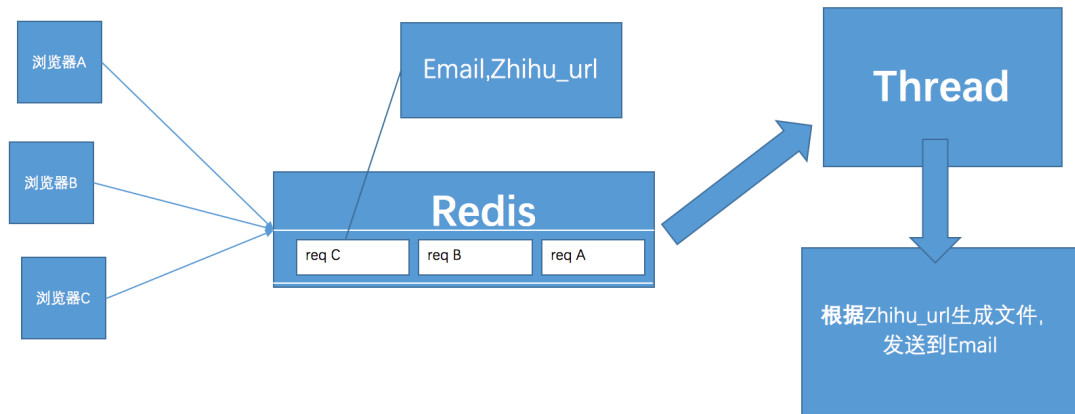 浏览器A
浏览器B
浏览器C
Email,Zhihu_url
Redis
req C
req B
req A
Thread
根据Zhihu_url生成文件,
发送到Email